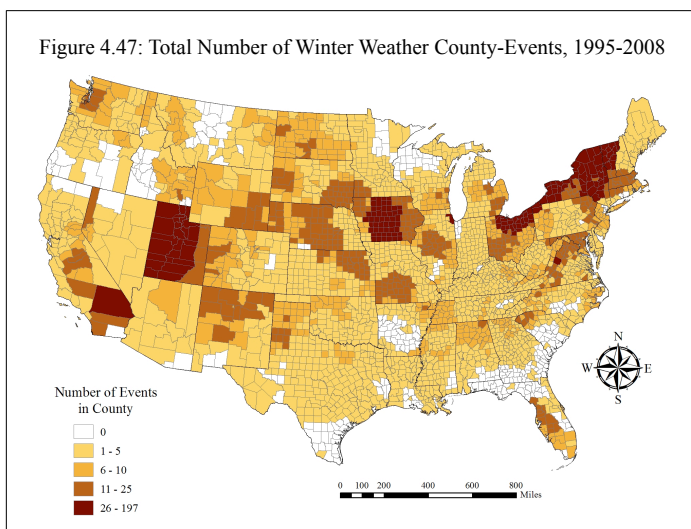 Figure 4.47: Total Number of Winter Weather County-Events, 1995-2008
N
W
E
S
Number of Events
in County
0
1 - 5
6 - 10
11 - 25
26 - 197
0 100 200 400 600 800
Miles